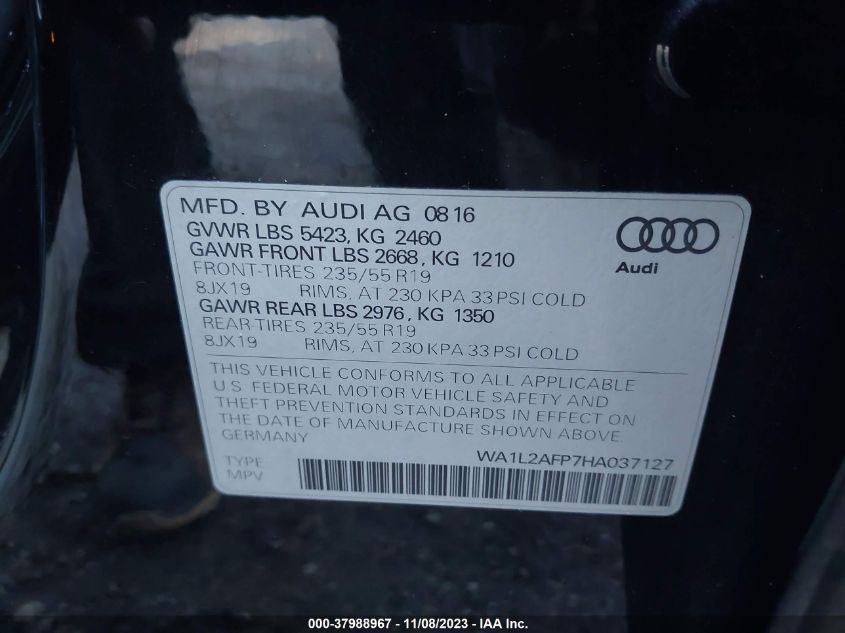 MFD. BY AUDI AG 0816
GVWR LBS 5423, KG 2460
GAWR FRONT LBS 2668, KG 1210
FRONT-TIRES 235/55 R19
8JX19 RIMS, AT 230 KPA 33 PSI COLD
GAWR REAR LBS 2976, KG 1350
REAR-TIRES 235/55 R19
8JX19 RIMS, AT 230 KPA 33 PSI COLD
Audi
THIS VEHICLE CONFORMS TO ALL APPLICABLE
U.S. FEDERAL MOTOR VEHICLE SAFETY AND
THEFT PREVENTION STANDARDS IN EFFECT ON
THE DATE OF MANUFACTURE SHOWN ABOVE.
GERMANY
WA1L2AFP7HA037127
TYPE
MPV
000-37988967 - 11/08/2023 - IAA Inc.